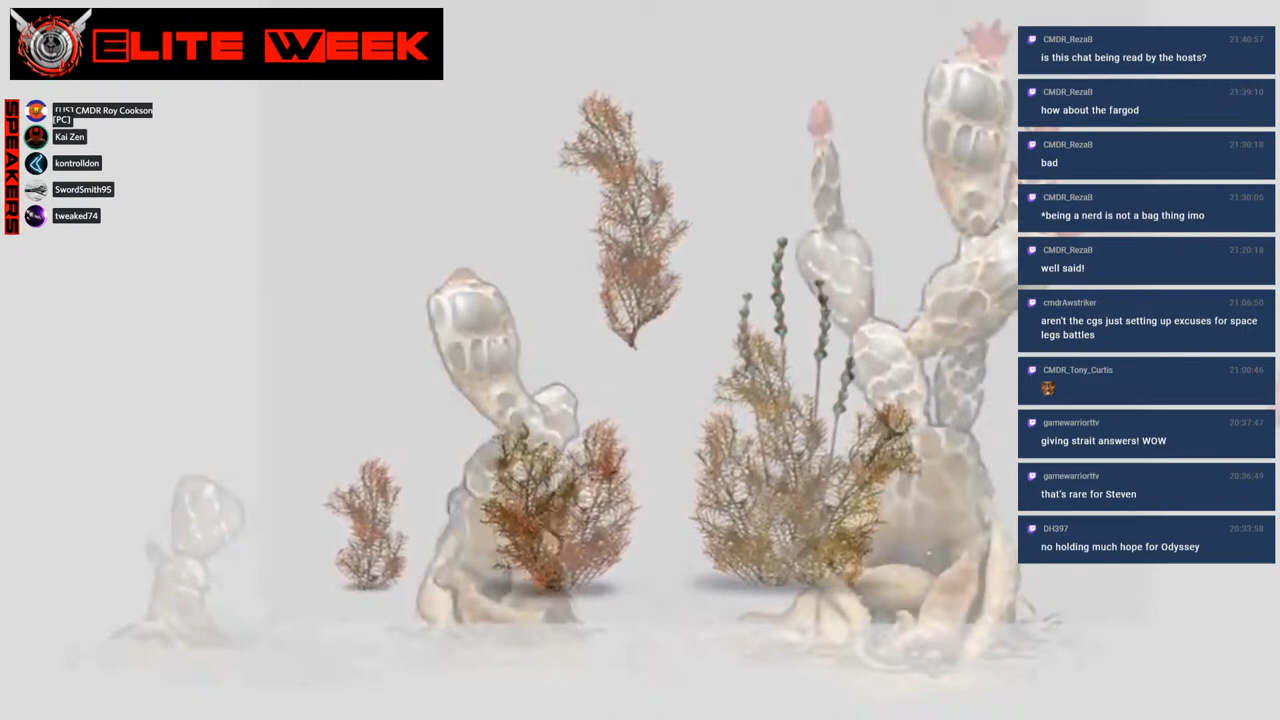 ELITE WEEK
SPEAKERS
[US] CMDR Roy Cookson
[PC]
Kai Zen
kontrolldon
SwordSmith95
tweaked74
CMDR_RezaB 21:40:57
is this chat being read by the hosts?
CMDR_RezaB 21:39:10
how about the fargod
CMDR_RezaB 21:30:18
bad
CMDR_RezaB 21:30:05
*being a nerd is not a bag thing imo
CMDR_RezaB 21:20:18
well said!
cmdrAwstriker 21:06:50
aren't the cgs just setting up excuses for space
legs battles
CMDR_Tony_Curtis 21:00:46
gamewarriorttv 20:37:47
giving strait answers! WOW
gamewarriorttv 20:36:49
that's rare for Steven
DH397 20:33:58
no holding much hope for Odyssey